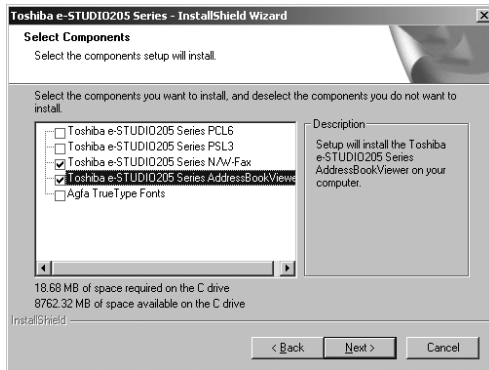 Toshiba e-STUDIO205 Series - InstallShield Wizard
Select Components
Select the components setup will install.
Select the components you want to install, and deselect the components you do not want to
install.
Toshiba e-STUDIO205 Series PCL6
Toshiba e-STUDIO205 Series PSL3
Toshiba e-STUDIO205 Series N/W-Fax
Toshiba e-STUDIO205 Series AddressBookViewe
Agfa TrueType Fonts
Description
Setup will install the Toshiba
e-STUDIO205 Series
AddressBookViewer on your
computer.
18.68 MB of space required on the C drive
8762.32 MB of space available on the C drive
InstallShield
< Back Next > Cancel